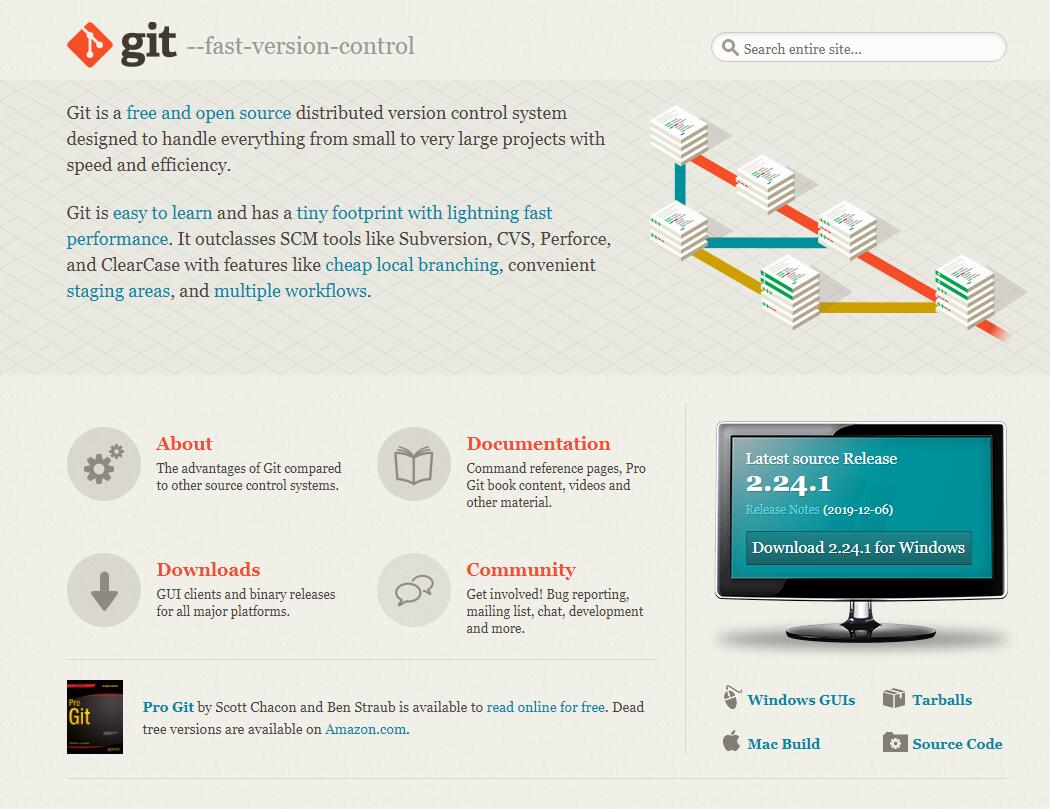 git --fast-version-control
Search entire site...
Git is a free and open source distributed version control system
designed to handle everything from small to very large projects with
speed and efficiency.
Git is easy to learn and has a tiny footprint with lightning fast
performance. It outclasses SCM tools like Subversion, CVS, Perforce,
and ClearCase with features like cheap local branching, convenient
staging areas, and multiple workflows.
About
The advantages of Git compared
to other source control systems.
Documentation
Command reference pages, Pro
Git book content, videos and
other material.
Downloads
GUI clients and binary releases
for all major platforms.
Community
Get involved! Bug reporting,
mailing list, chat, development
and more.
Pro
Git
Pro Git by Scott Chacon and Ben Straub is available to read online for free. Dead
tree versions are available on Amazon.com.
Latest source Release
2.24.1
Release Notes (2019-12-06)
Download 2.24.1 for Windows
Windows GUIs
Tarballs
Mac Build
Source Code